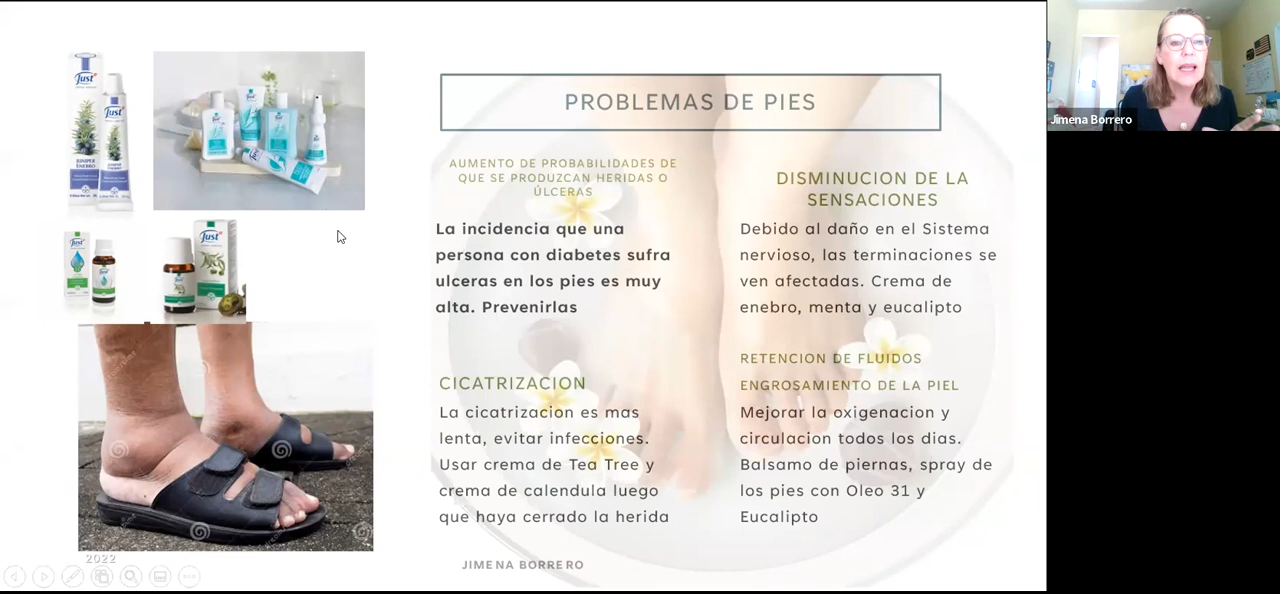 PROBLEMAS DE PIES
AUMENTO DE PROBABILIDADES DE
QUE SE PRODUZCAN HERIDAS O
ÚLCERAS
La incidencia que una
persona con diabetes sufra
ulceras en los pies es muy
alta. Prevenirlas
DISMINUCION DE LA
SENSACIONES
Debido al daño en el Sistema
nervioso, las terminaciones se
ven afectadas. Crema de
enebro, menta y eucalipto
CICATRIZACION
La cicatrizacion es mas
lenta, evitar infecciones.
Usar crema de Tea Tree y
crema de calendula luego
que haya cerrado la herida
RETENCION DE FLUIDOS
ENGROSAMIENTO DE LA PIEL
Mejorar la oxigenacion y
circulacion todos los dias.
Balsamo de piernas, spray de
los pies con Oleo 31 y
Eucalipto
2022
JIMENA BORRERO
Jimena Borrero
Just
Just
JUNIPER
ENEBRO
Just
Just